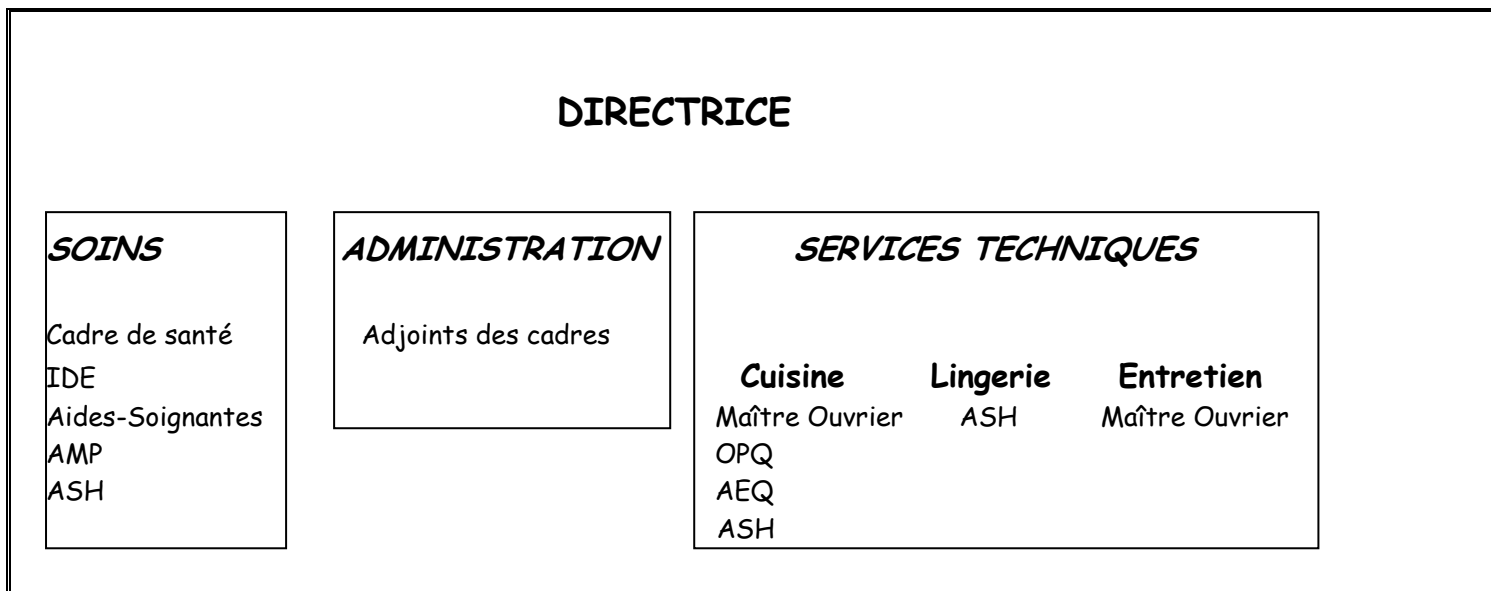 DIRECTRICE
SOINS
Cadre de santé
IDE
Aides-Soignantes
AMP
ASH
ADMINISTRATION
Adjoints des cadres
SERVICES TECHNIQUES
Cuisine Lingerie Entretien
Maître Ouvrier ASH Maître Ouvrier
OPQ
AEQ
ASH